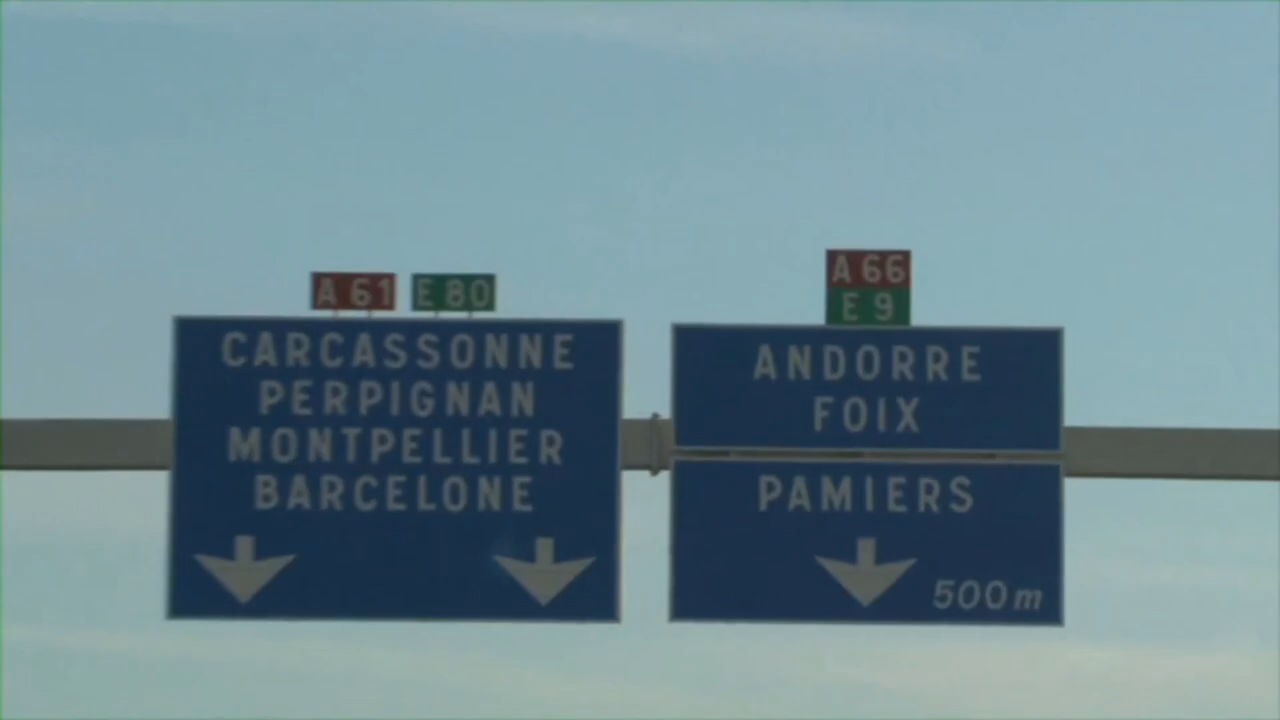 A 61 E 80
CARCASSONNE
PERPIGNAN
MONTPELLIER
BARCELONE
A 66
E 9
ANDORRE
FOIX
PAMIERS
500m